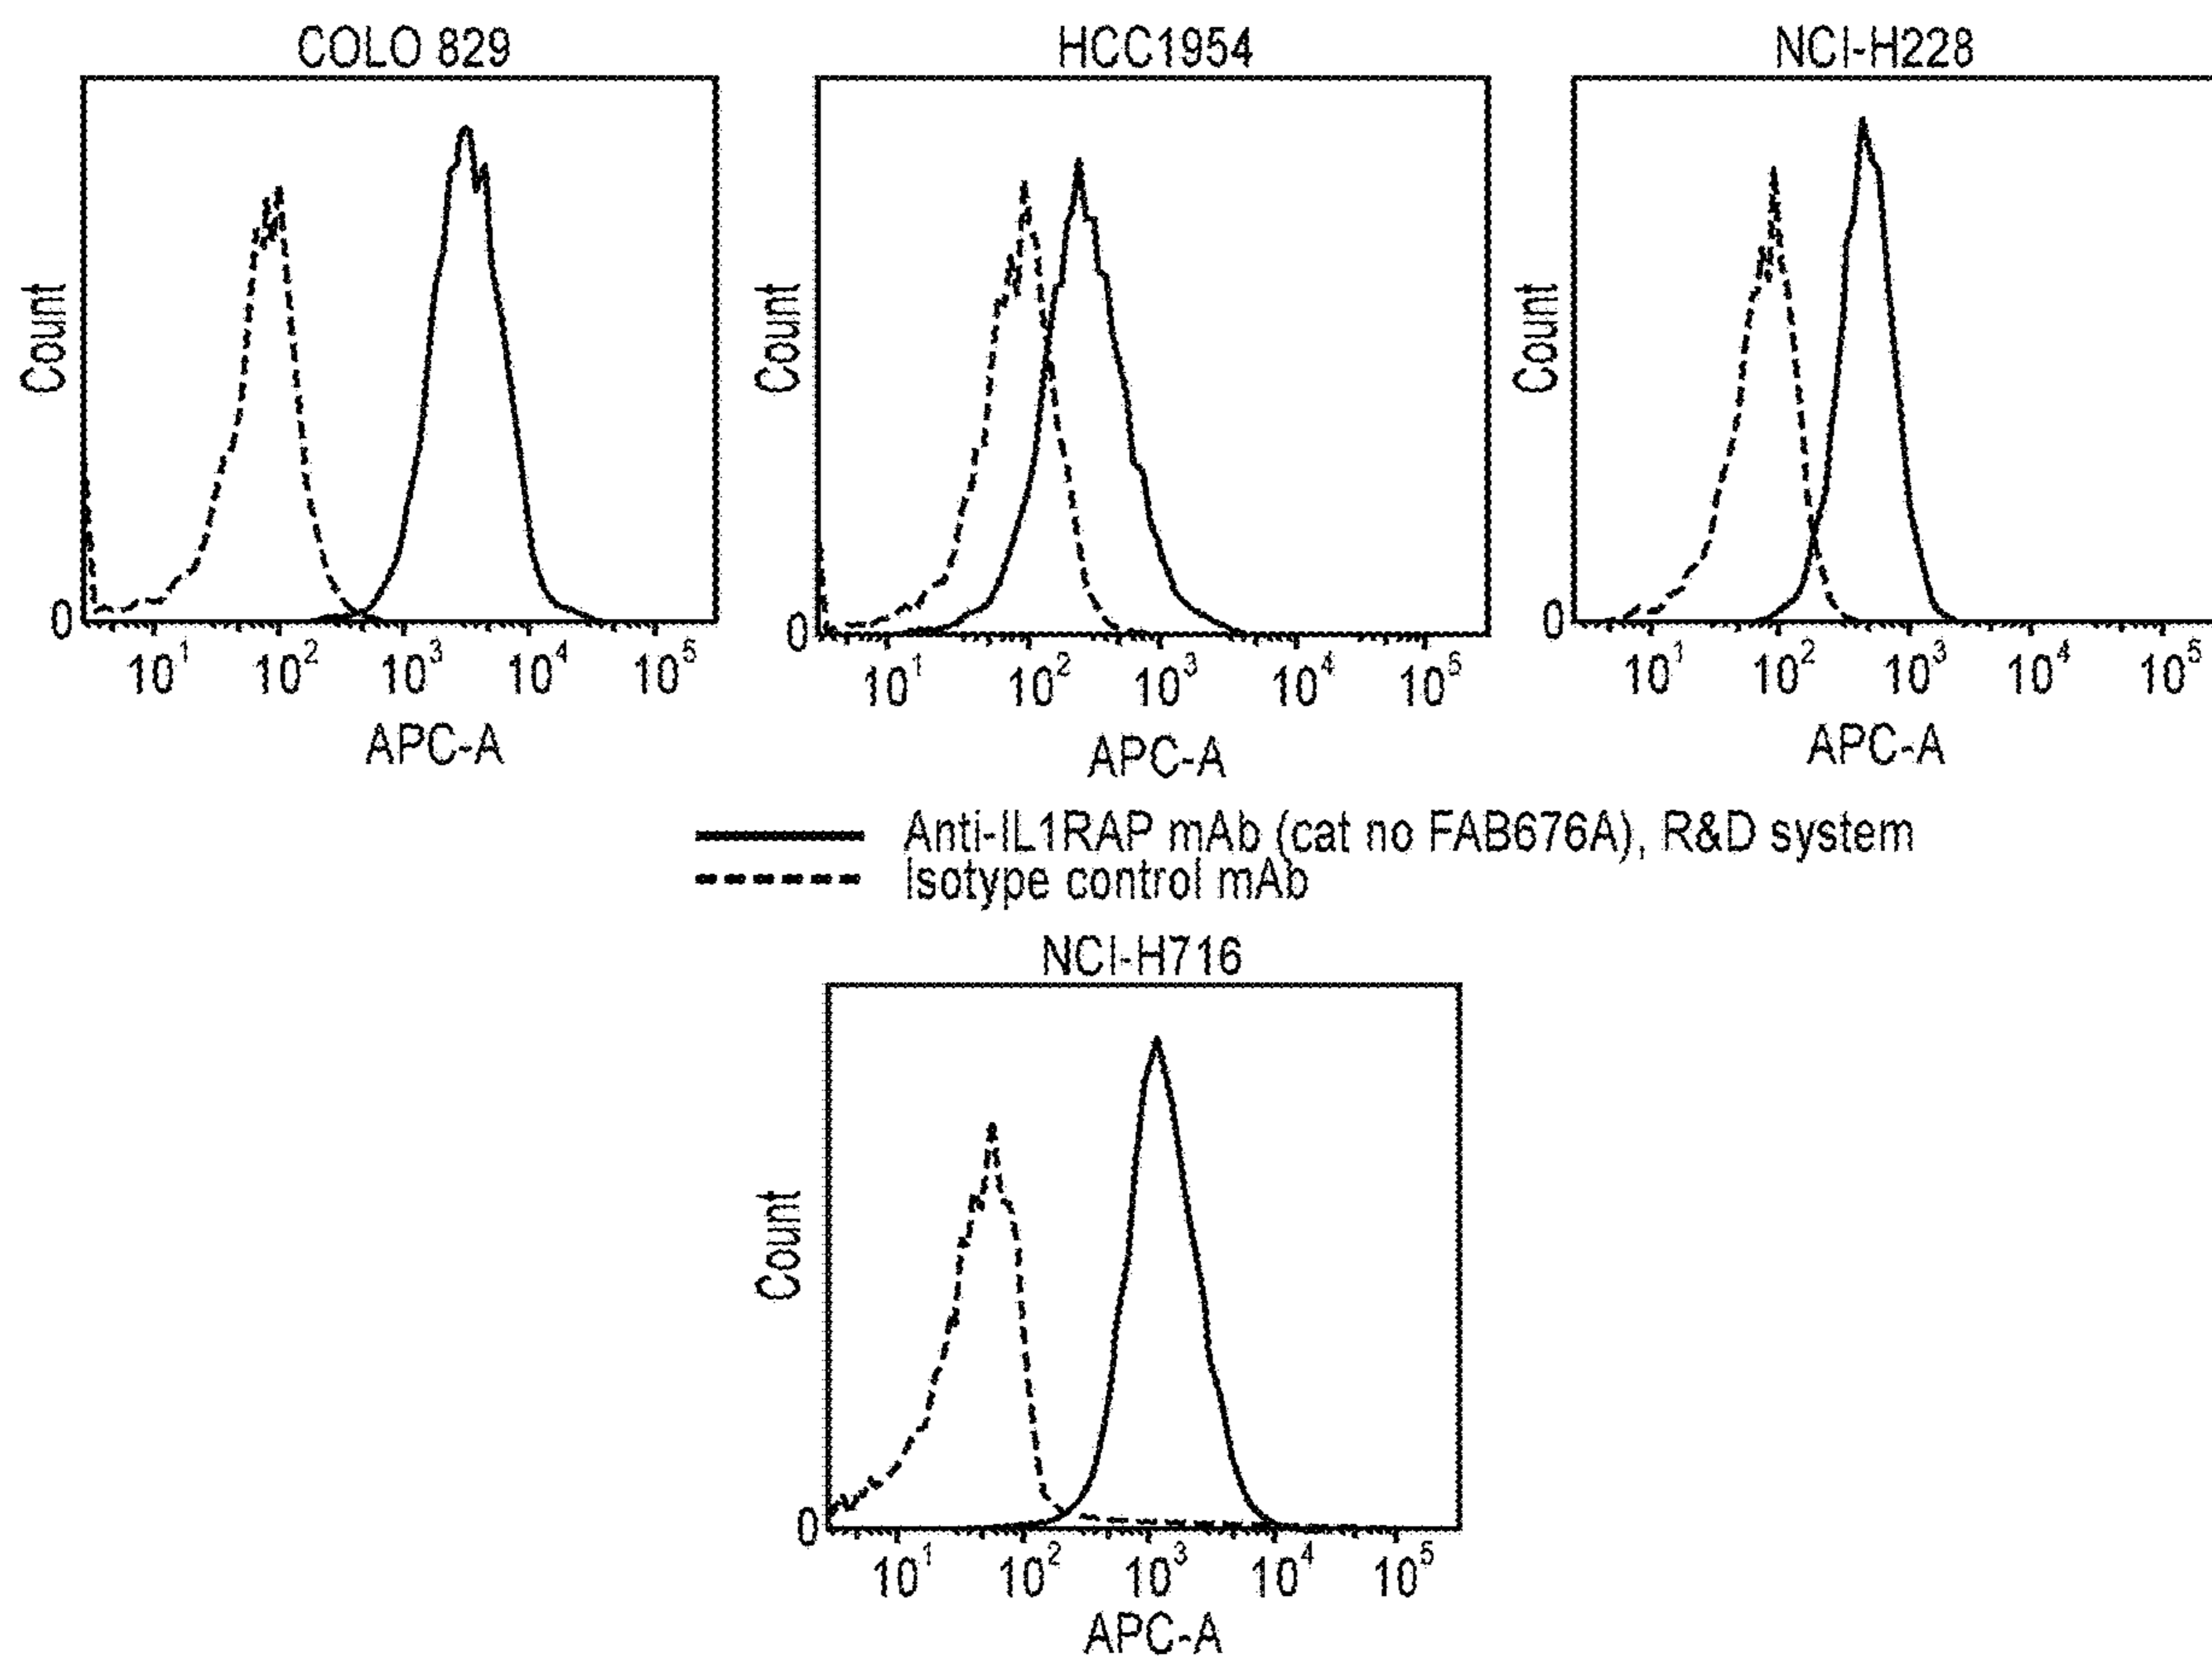 COLO 829
HCC1954
NCI-H228
Count
Count
Count
0
0
0
10¹ 10² 10³ 10⁴ 10⁵
10¹ 10² 10³ 10⁴ 10⁵
10¹ 10² 10³ 10⁴ 10⁵
APC-A
APC-A
APC-A
Anti-IL1RAP mAb (cat no FAB676A), R&D system
Isotype control mAb
NCI-H716
Count
0
10¹ 10² 10³ 10⁴ 10⁵
APC-A